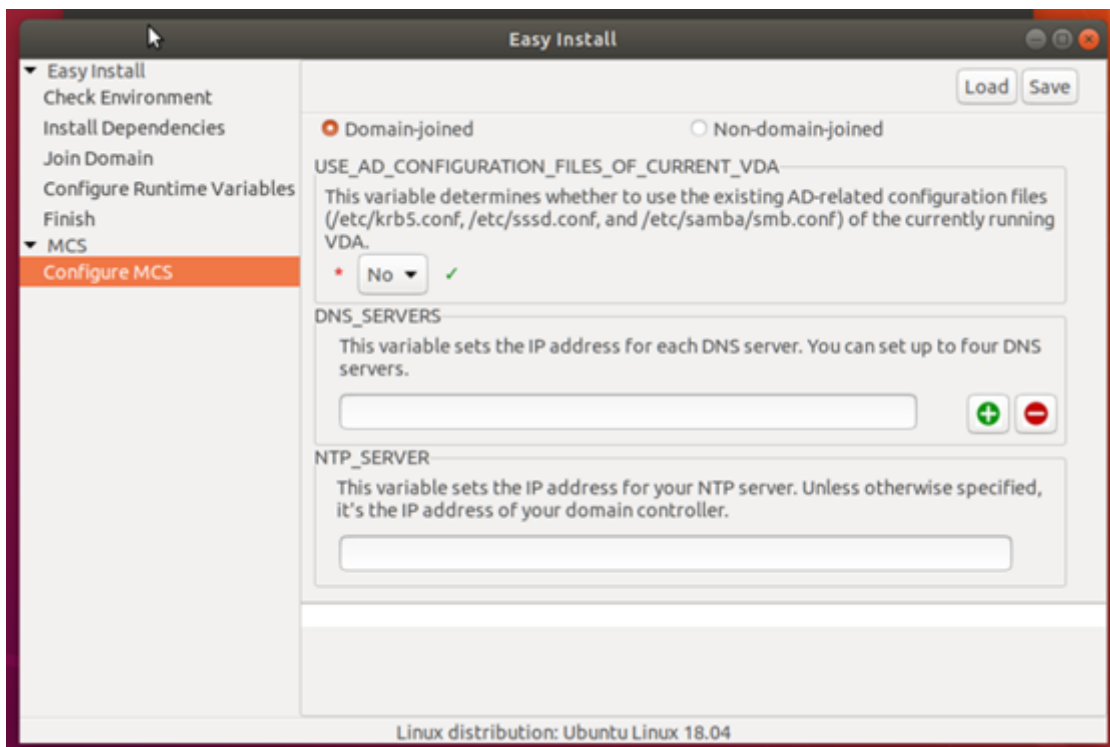 Easy Install
Easy Install
Check Environment
Install Dependencies
Join Domain
Configure Runtime Variables
Finish
MCS
Configure MCS
Load Save
Domain-joined Non-domain-joined
USE_AD_CONFIGURATION_FILES_OF_CURRENT_VDA
This variable determines whether to use the existing AD-related configuration files
(/etc/krb5.conf, /etc/sssd.conf, and /etc/samba/smb.conf) of the currently running
VDA.
* No ✓
DNS_SERVERS
This variable sets the IP address for each DNS server. You can set up to four DNS
servers.
NTP_SERVER
This variable sets the IP address for your NTP server. Unless otherwise specified,
it's the IP address of your domain controller.
Linux distribution: Ubuntu Linux 18.04